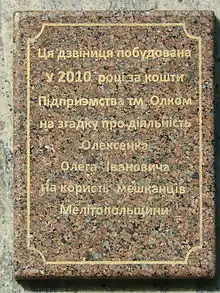 Ця дзвіниця побудована
У 2010 році за кошти
Підприємства тм Олком
на згадку про діяльність
Олексенка
Олега Івановича
На користь мешканців
Мелітопольщини